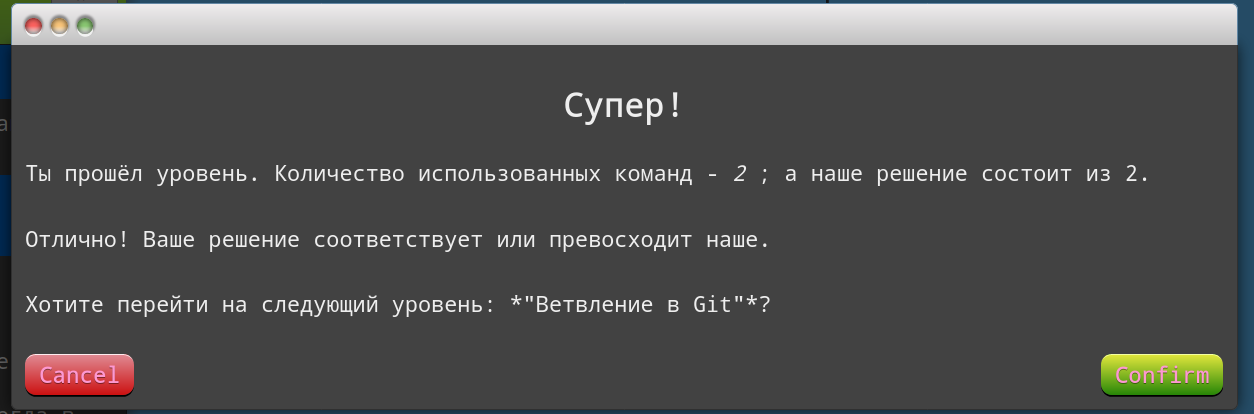 Супер!
Ты прошёл уровень. Количество использованных команд - 2 ; а наше решение состоит из 2.
Отлично! Ваше решение соответствует или превосходит наше.
Хотите перейти на следующий уровень: *"Ветвление в Git"*?
Cancel
Confirm